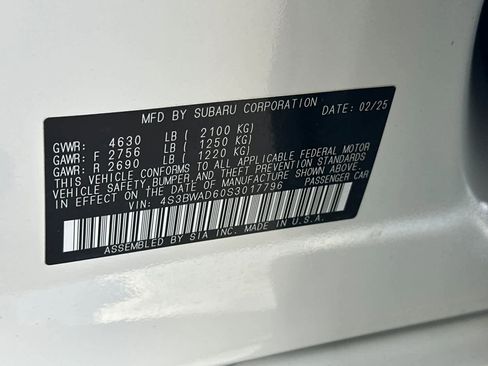 MFD BY SUBARU CORPORATION DATE: 02/25
GVWR: 4630 LB ( 2100 KG)
GAWR: F 2756 LB ( 1250 KG)
GAWR: R 2690 LB ( 1220 KG)
THIS VEHICLE CONFORMS TO ALL APPLICABLE FEDERAL MOTOR
VEHICLE SAFETY, BUMPER, AND THEFT PREVENTION STANDARDS
IN EFFECT ON THE DATE OF MANUFACTURE SHOWN ABOVE.
VIN: 4S3BWAD60S3017796 PASSENGER CAR
ASSEMBLED BY SIA INC. MADE IN U.S.A.